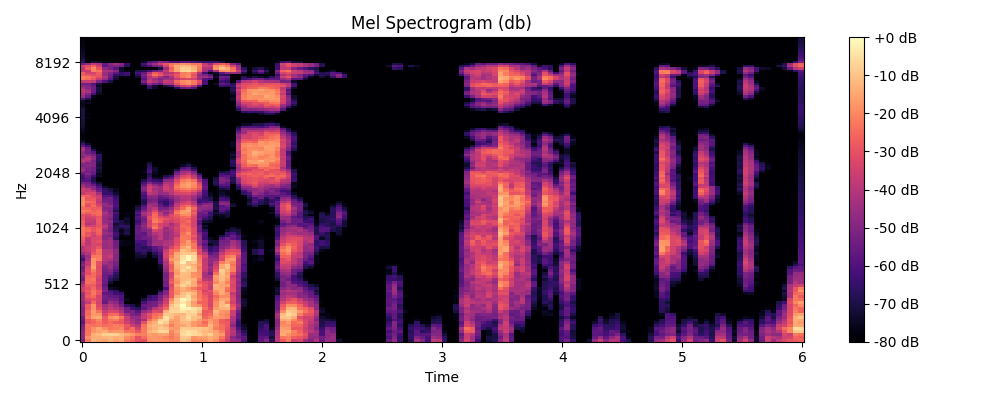 Mel Spectrogram (db)
Hz
8192
4096
2048
1024
512
0
0 1 2 3 4 5 6
Time
+0 dB
-10 dB
-20 dB
-30 dB
-40 dB
-50 dB
-60 dB
-70 dB
-80 dB